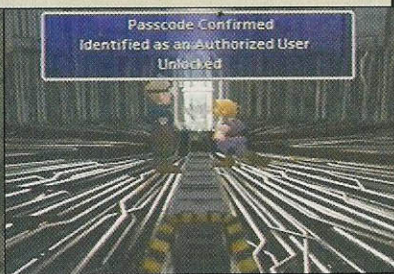 Passcode Confirmed
Identified as an Authorized User
Unlocked